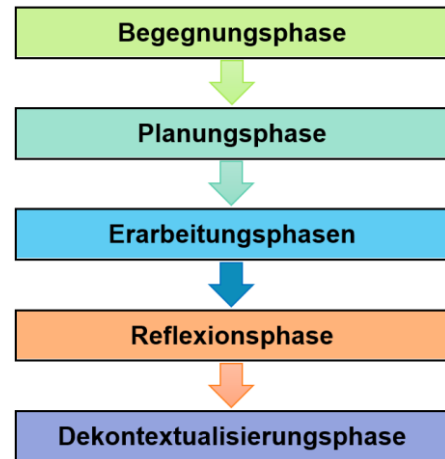 Begegnungsphase
Planungsphase
Erarbeitungsphasen
Reflexionsphase
Dekontextualisierungsphase